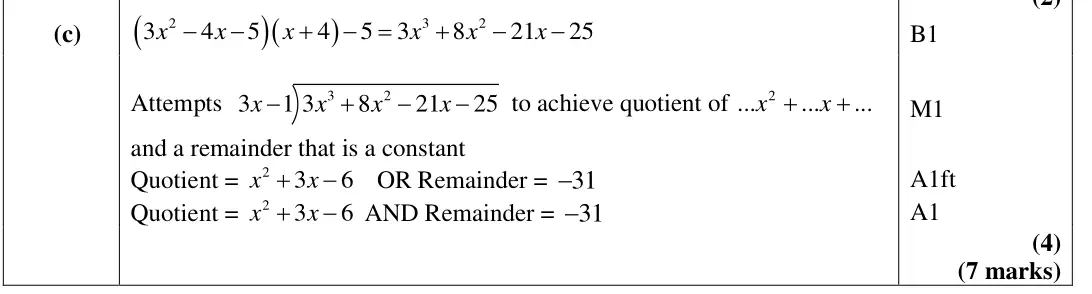 (2)
(c) (3x² − 4x − 5)(x + 4) − 5 = 3x³ + 8x² − 21x − 25 B1
Attempts 3x − 1)3x³ + 8x² − 21x − 25 to achieve quotient of ...x² + ...x + ... M1
and a remainder that is a constant
Quotient = x² + 3x − 6 OR Remainder = −31 A1ft
Quotient = x² + 3x − 6 AND Remainder = −31 A1
(4)
(7 marks)